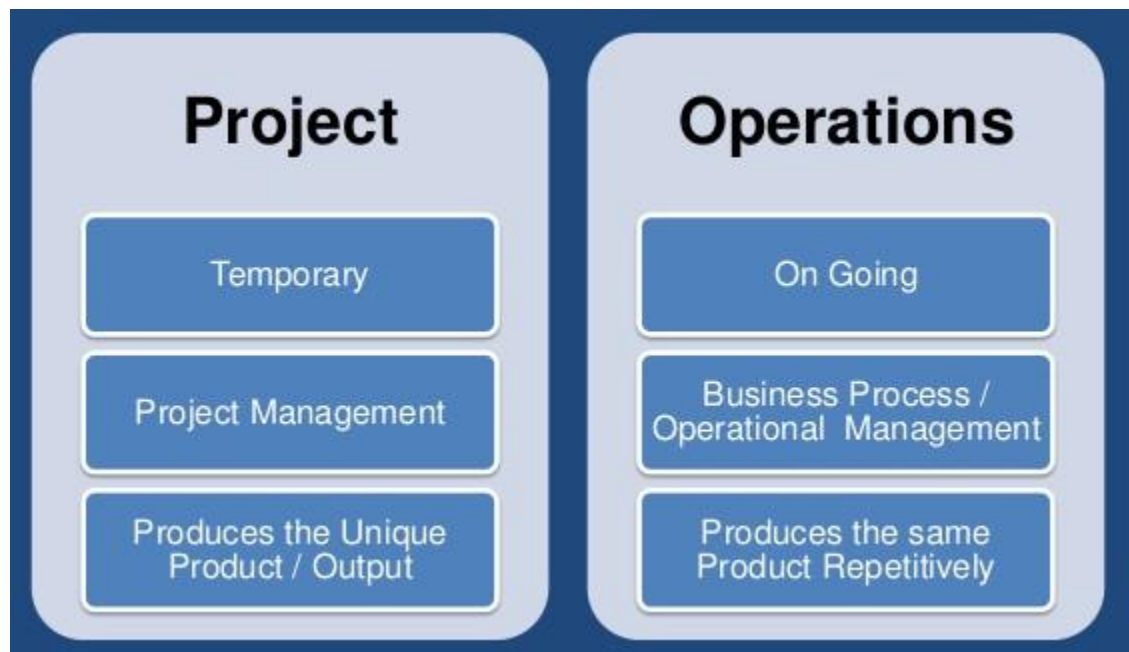 Project
Temporary
Project Management
Produces the Unique
Product / Output
Operations
On Going
Business Process /
Operational Management
Produces the same
Product Repetitively